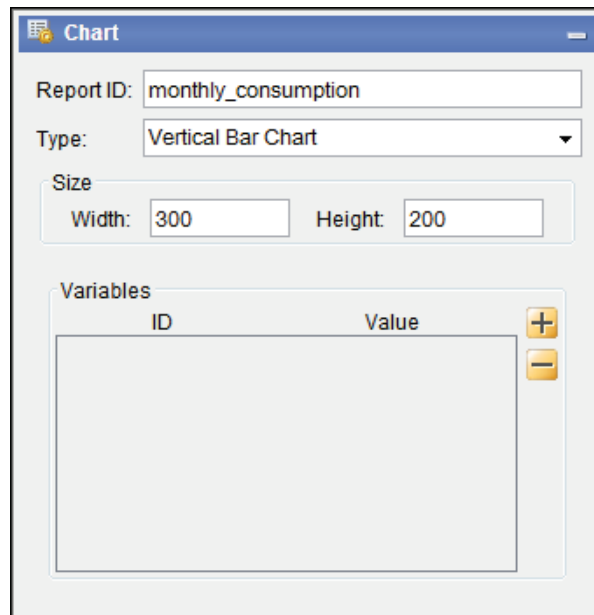 Chart
Report ID: monthly_consumption
Type: Vertical Bar Chart
Size
Width: 300 Height: 200
Variables
ID Value